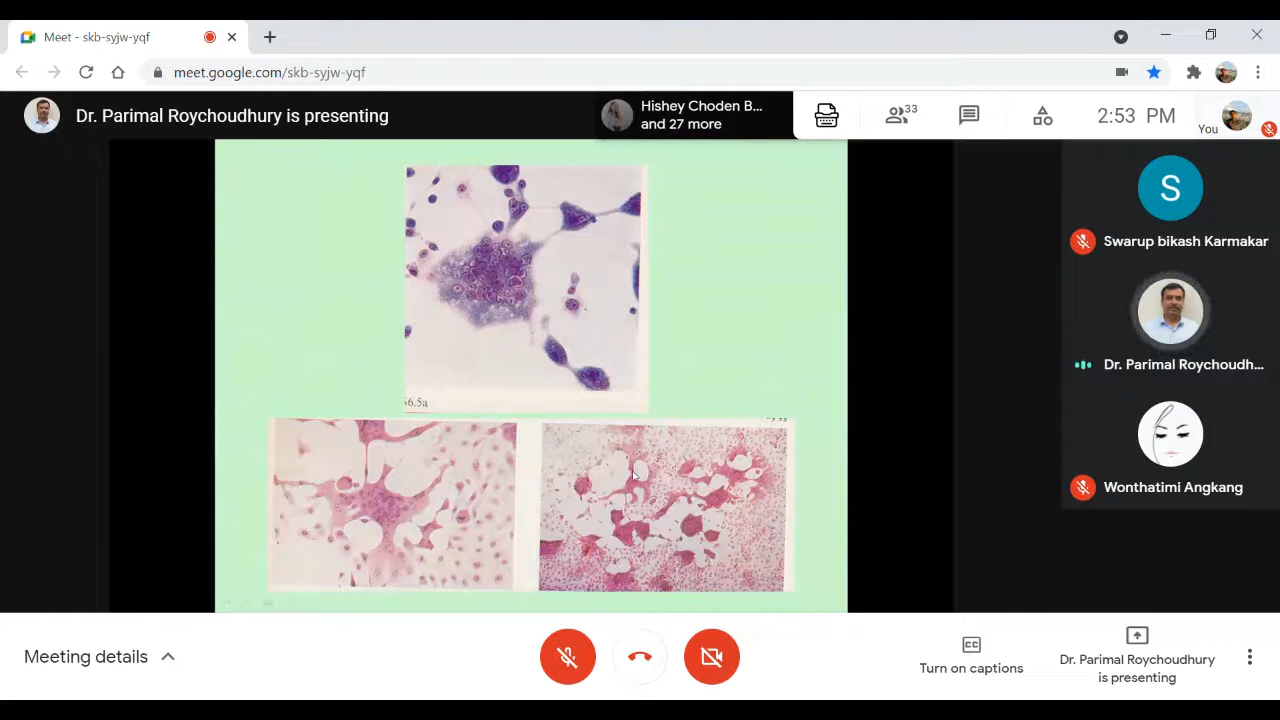 Meet - skb-syjw-yqf
meet.google.com/skb-syjw-yqf
Dr. Parimal Roychoudhury is presenting
Hishey Choden B...
and 27 more
33
2:53 PM
You
S
Swarup bikash Karmakar
Dr. Parimal Roychoudh...
Wonthatimi Angkang
56.5a
Meeting details
CC
Turn on captions
Dr. Parimal Roychoudhury
is presenting